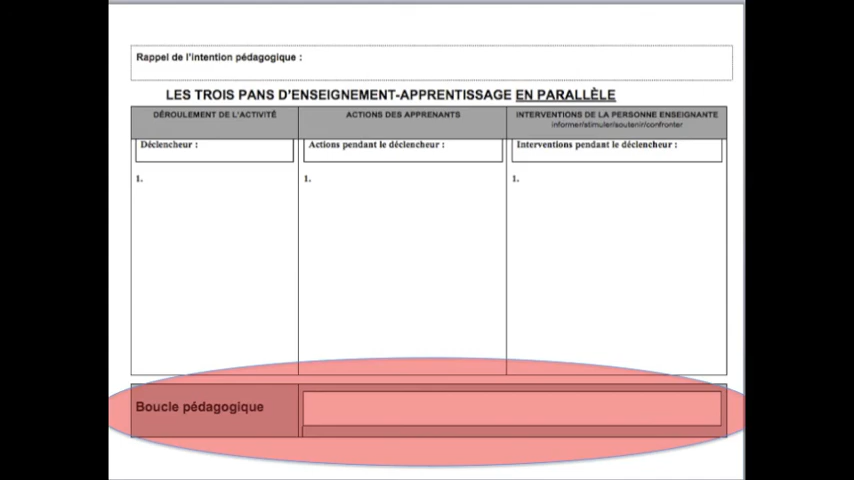 Rappel de l'intention pédagogique :
LES TROIS PANS D'ENSEIGNEMENT-APPRENTISSAGE EN PARALLÈLE
DÉROULEMENT DE L'ACTIVITÉ
ACTIONS DES APPRENANTS
INTERVENTIONS DE LA PERSONNE ENSEIGNANTE
informer/stimuler/soutenir/confronter
Déclencheur :
Actions pendant le déclencheur :
Interventions pendant le déclencheur :
1.
1.
1.
Boucle pédagogique